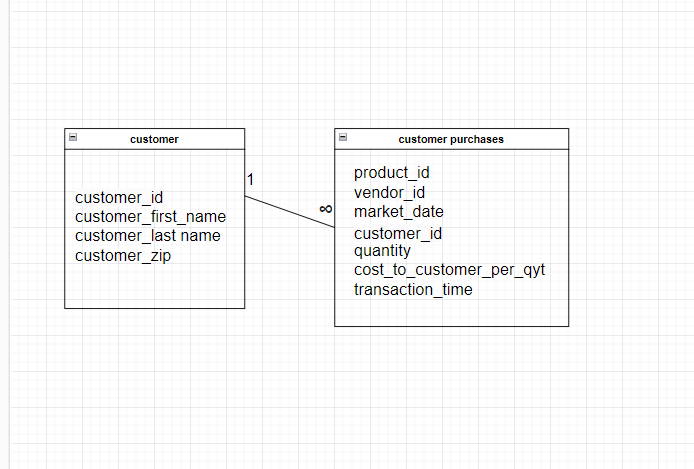 customer
customer_id
customer_first_name
customer_last name
customer_zip
1
∞
customer purchases
product_id
vendor_id
market_date
customer_id
quantity
cost_to_customer_per_qyt
transaction_time